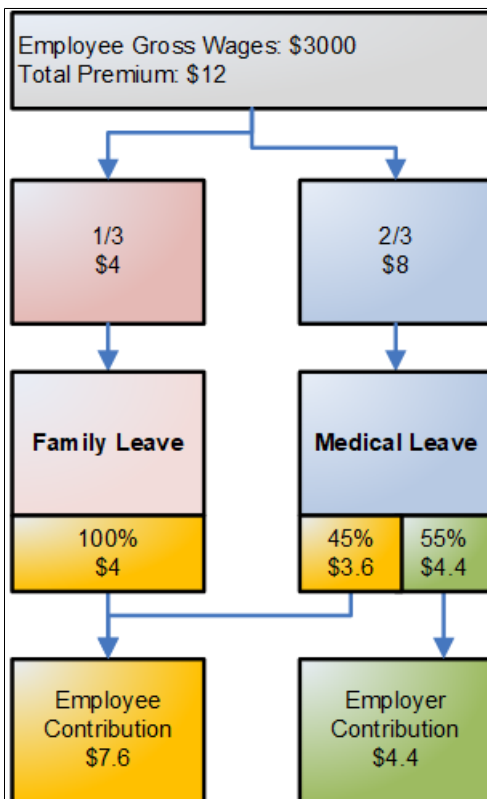 Employee Gross Wages: $3000
Total Premium: $12
1/3
$4
2/3
$8
Family Leave
Medical Leave
100%
$4
45%
$3.6
55%
$4.4
Employee
Contribution
$7.6
Employer
Contribution
$4.4